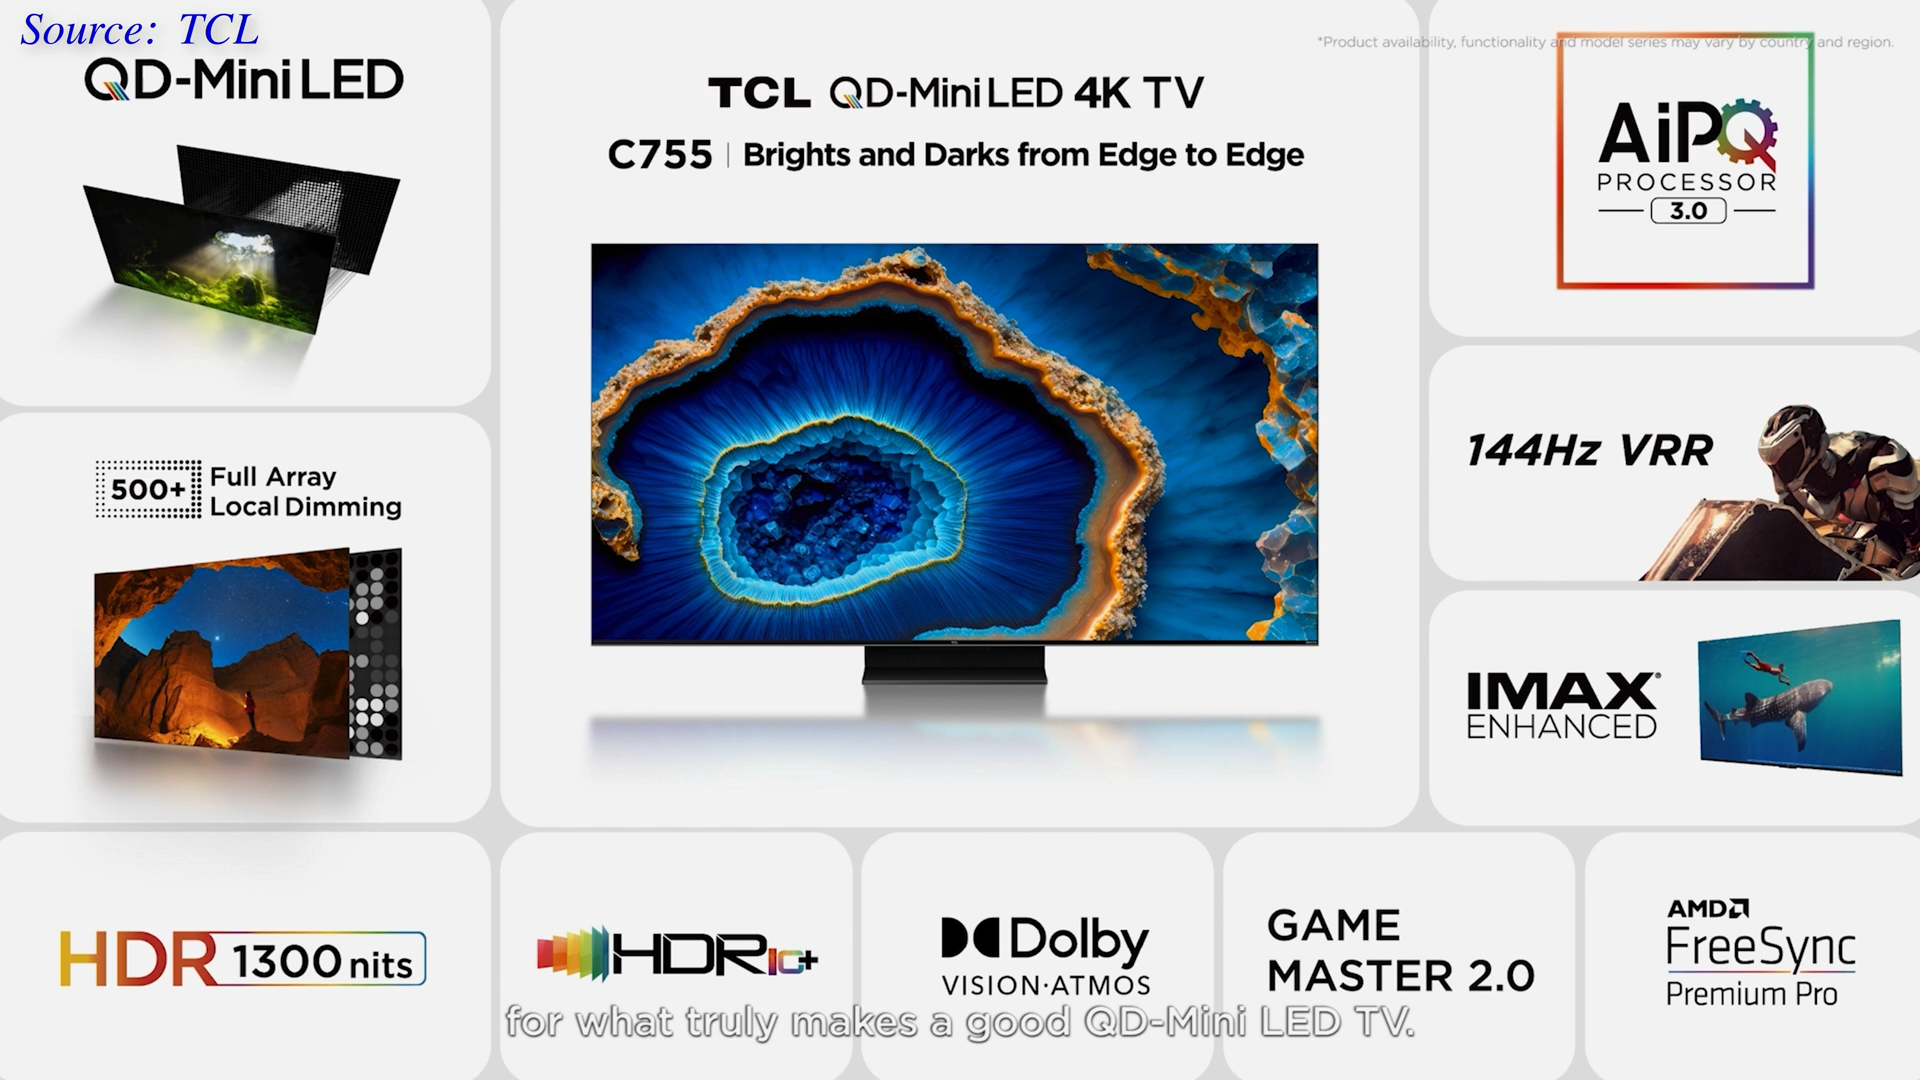 Source: TCL
*Product availability, functionality and model series may vary by country and region.
QD-Mini LED
TCL QD-Mini LED 4K TV
C755 | Brights and Darks from Edge to Edge
AiPQ
PROCESSOR
3.0
500+ Full Array
Local Dimming
144Hz VRR
IMAX®
ENHANCED
HDR 1300 nits
HDR10+
Dolby
VISION·ATMOS
GAME
MASTER 2.0
AMD
FreeSync
Premium Pro
for what truly makes a good QD-Mini LED TV.